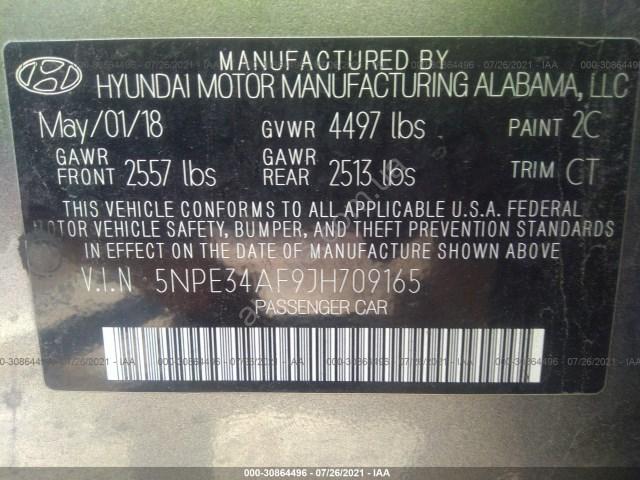 MANUFACTURED BY
HYUNDAI MOTOR MANUFACTURING ALABAMA, LLC
May/01/18 GVWR 4497 lbs PAINT 2C
GAWR FRONT 2557 lbs GAWR REAR 2513 lbs TRIM CT
THIS VEHICLE CONFORMS TO ALL APPLICABLE U.S.A. FEDERAL
MOTOR VEHICLE SAFETY, BUMPER, AND THEFT PREVENTION STANDARDS
IN EFFECT ON THE DATE OF MANUFACTURE SHOWN ABOVE.
V.I.N 5NPE34AF9JH709165
PASSENGER CAR
000-30864496 - 07/26/2021 - IAA